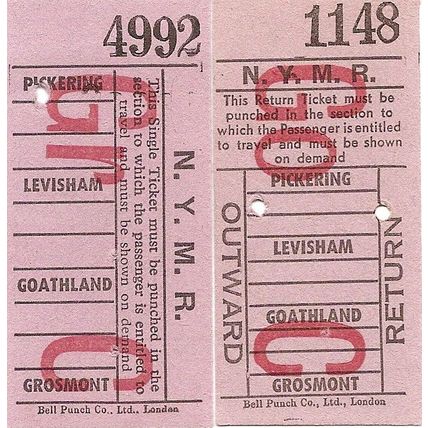 4992
PICKERING
LEVISHAM
GOATHLAND
GROSMONT
This Single Ticket must be punched in the
section to which the passenger is entitled to
travel and must be shown on demand
N. Y. M. R.
Bell Punch Co., Ltd., London
1148
N. Y. M. R.
This Return Ticket must be
punched in the section to
which the Passenger is entitled
to travel and must be shown
on demand
PICKERING
LEVISHAM
GOATHLAND
GROSMONT
OUTWARD
RETURN
Bell Punch Co., Ltd., London